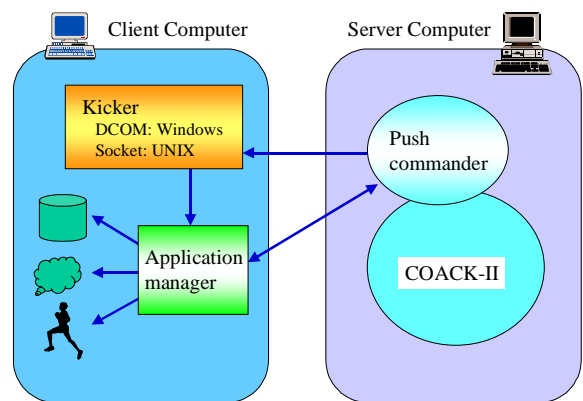 Client Computer
Server Computer
Kicker
DCOM: Windows
Socket: UNIX
Push
commander
Application
manager
COACK-II